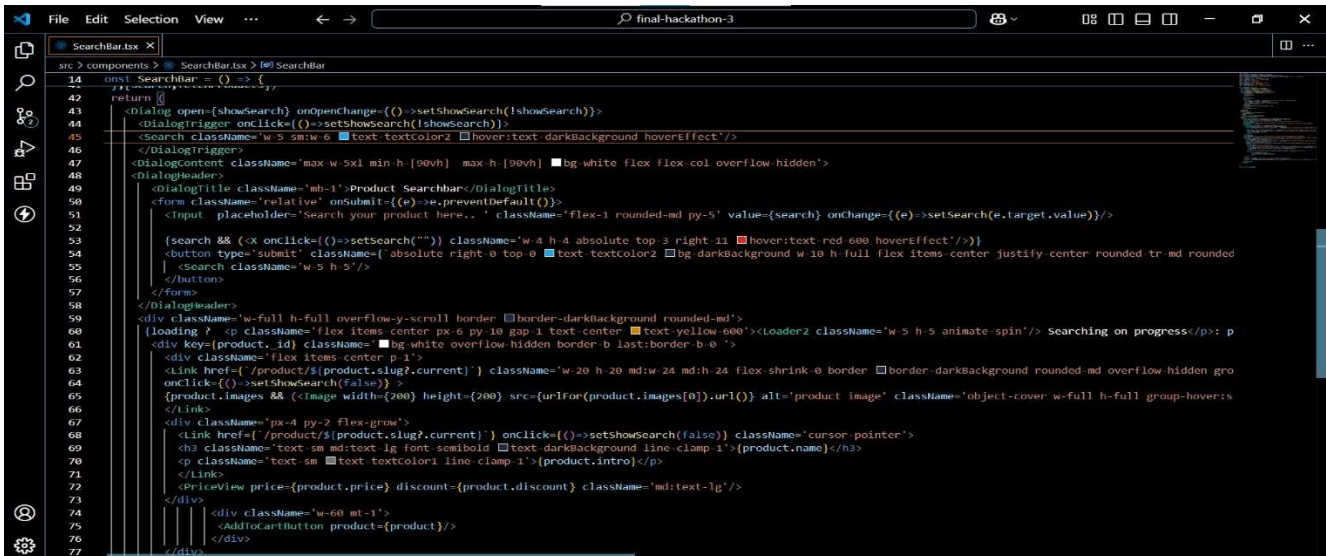 File Edit Selection View ··· ← → final-hackathon-3
SearchBar.tsx ×
src > components > SearchBar.tsx > SearchBar
14 onst SearchBar = () => {
42 return (
43 <Dialog open={showSearch} onOpenChange={()=>setShowSearch(!showSearch)}>
44 <DialogTrigger onClick={()=>setShowSearch(!showSearch)}>
45 <Search className='w-5 sm:w-6 text-textColor2 hover:text-darkBackground hoverEffect'/>
46 </DialogTrigger>
47 <DialogContent className='max-w-5xl min-h-[90vh] max-h-[90vh] bg-white flex flex-col overflow-hidden'>
48 <DialogHeader>
49 <DialogTitle className='mb-1'>Product Searchbar</DialogTitle>
50 <form className='relative' onSubmit={(e)=>e.preventDefault()}>
51 <Input placeholder='Search your product here.. ' className='flex-1 rounded-md py-5' value={search} onChange={(e)=>setSearch(e.target.value)}/>
52
53 {search && (<X onClick={()=>setSearch("")} className='w-4 h-4 absolute top-3 right-11 hover:text-red-600 hoverEffect'/>)}
54 <button type='submit' className={`absolute right-0 top-0 text-textColor2 bg-darkBackground w-10 h-full flex items-center justify-center rounded-tr-md rounded
55 <Search className='w-5 h-5'/>
56 </button>
57 </form>
58 </DialogHeader>
59 <div className='w-full h-full overflow-y-scroll border border-darkBackground rounded-md'>
60 {loading ? <p className='flex items-center px-6 py-10 gap-1 text-center text-yellow-600'><Loader2 className='w-5 h-5 animate-spin'/> Searching on progress</p>: p
61 <div key={product._id} className='bg-white overflow-hidden border-b last:border-b-0 '>
62 <div className='flex items-center p-1'>
63 <Link href={`/product/${product.slug?.current}`} className='w-20 h-20 md:w-24 md:h-24 flex-shrink-0 border border-darkBackground rounded-md overflow-hidden gro
64 onClick={()=>setShowSearch(false)} >
65 {product.images && (<Image width={200} height={200} src={urlFor(product.images[0]).url()} alt='product image' className='object-cover w-full h-full group-hover:s
66 </Link>
67 <div className='px-4 py-2 flex-grow'>
68 <Link href={`/product/${product.slug?.current}`} onClick={()=>setShowSearch(false)} className='cursor-pointer'>
69 <h3 className='text-sm md:text-lg font-semibold text-darkBackground line-clamp-1'>{product.name}</h3>
70 <p className='text-sm text-textColor1 line-clamp-1'>{product.intro}</p>
71 </Link>
72 <PriceView price={product.price} discount={product.discount} className='md:text-lg'/>
73 </div>
74 <div className='w-60 mt-1'>
75 <AddToCartButton product={product}/>
76 </div>
77 </div>